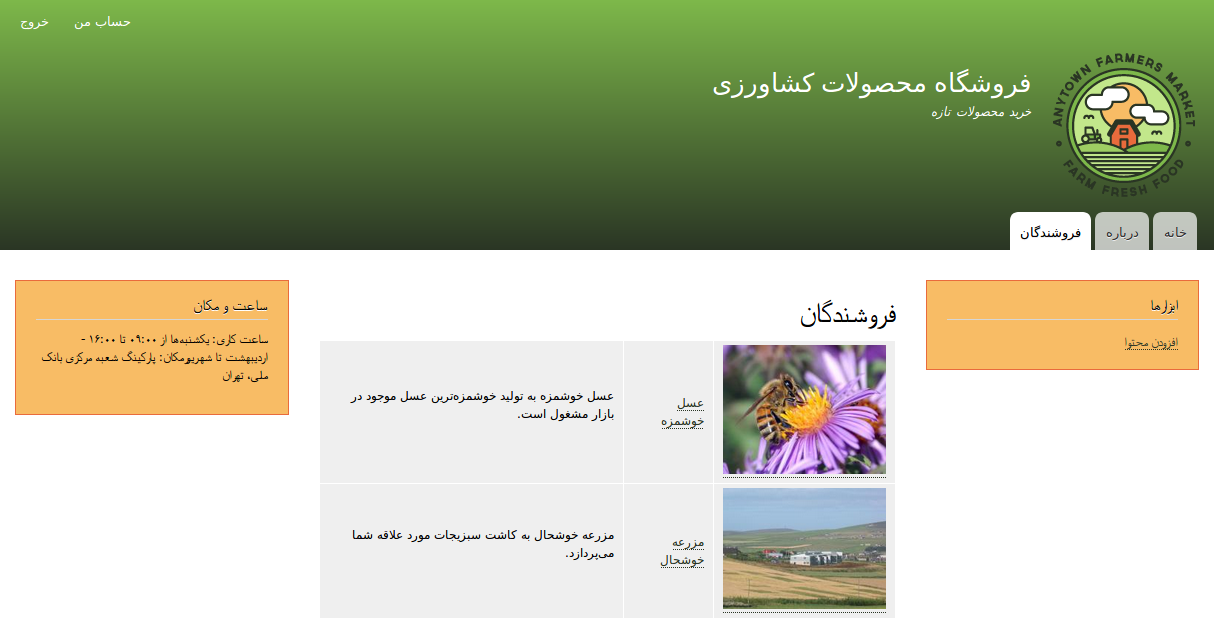 حساب من
خروج
ANYTOWN FARMERS MARKET
FARM FRESH FOOD
فروشگاه محصولات کشاورزی
خرید محصولات تازه
خانه
درباره
فروشندگان
ابزارها
افزودن محتوا
فروشندگان
عسل
خوشمزه
عسل خوشمزه به تولید خوشمزه‌ترین عسل موجود در
بازار مشغول است.
مزرعه
خوشحال
مزرعه خوشحال به کاشت سبزیجات مورد علاقه شما
می‌پردازد.
ساعت و مکان
ساعت کاری: یکشنبه‌ها از ۰۹:۰۰ تا ۱۶:۰۰ -
اردیبهشت تا شهریورمکان: پارکینگ شعبه مرکزی بانک
ملی، تهران